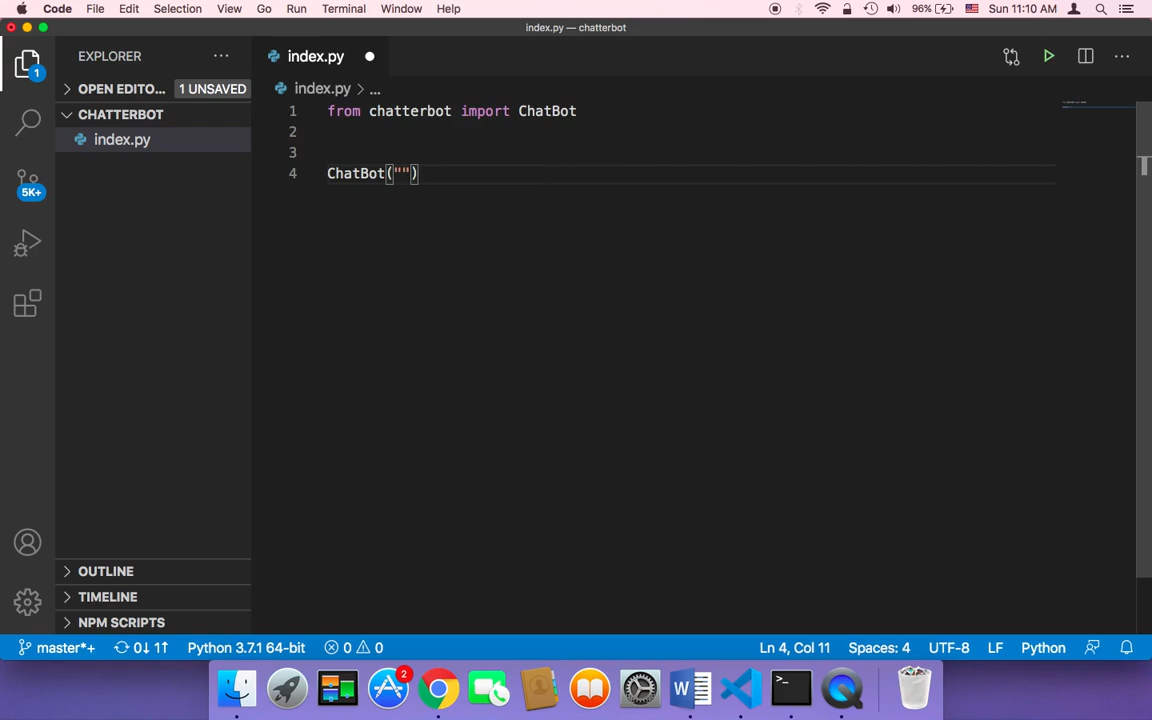 Code File Edit Selection View Go Run Terminal Window Help 96% Sun 11:10 AM
index.py — chatterbot
EXPLORER ···
index.py
1
OPEN EDITO... 1 UNSAVED
index.py > ...
CHATTERBOT
1 from chatterbot import ChatBot
2
index.py
3
4 ChatBot("")
5K+
OUTLINE
TIMELINE
NPM SCRIPTS
master*+ 0↓ 1↑ Python 3.7.1 64-bit 0 0 Ln 4, Col 11 Spaces: 4 UTF-8 LF Python
2
W
>_